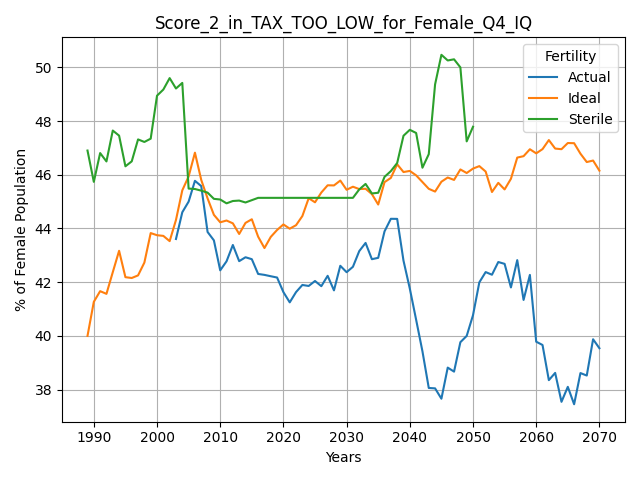 Score_2_in_TAX_TOO_LOW_for_Female_Q4_IQ
% of Female Population
50
48
46
44
42
40
38
Fertility
Actual
Ideal
Sterile
1990 2000 2010 2020 2030 2040 2050 2060 2070
Years